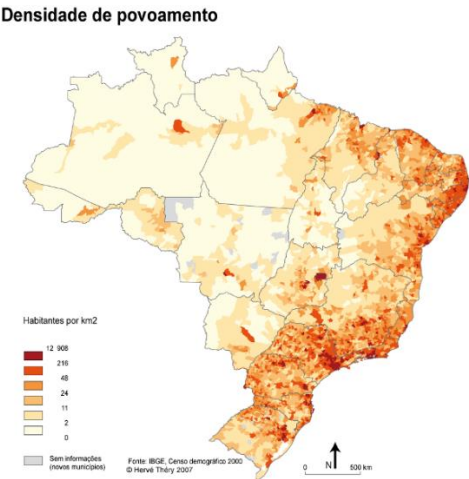 Densidade de povoamento
Habitantes por km2
12 908
216
48
24
11
2
0
Sem informações
(novos municípios)
Fonte: IBGE, Censo demográfico 2000
© Hervé Théry 2007
N
0 500 km